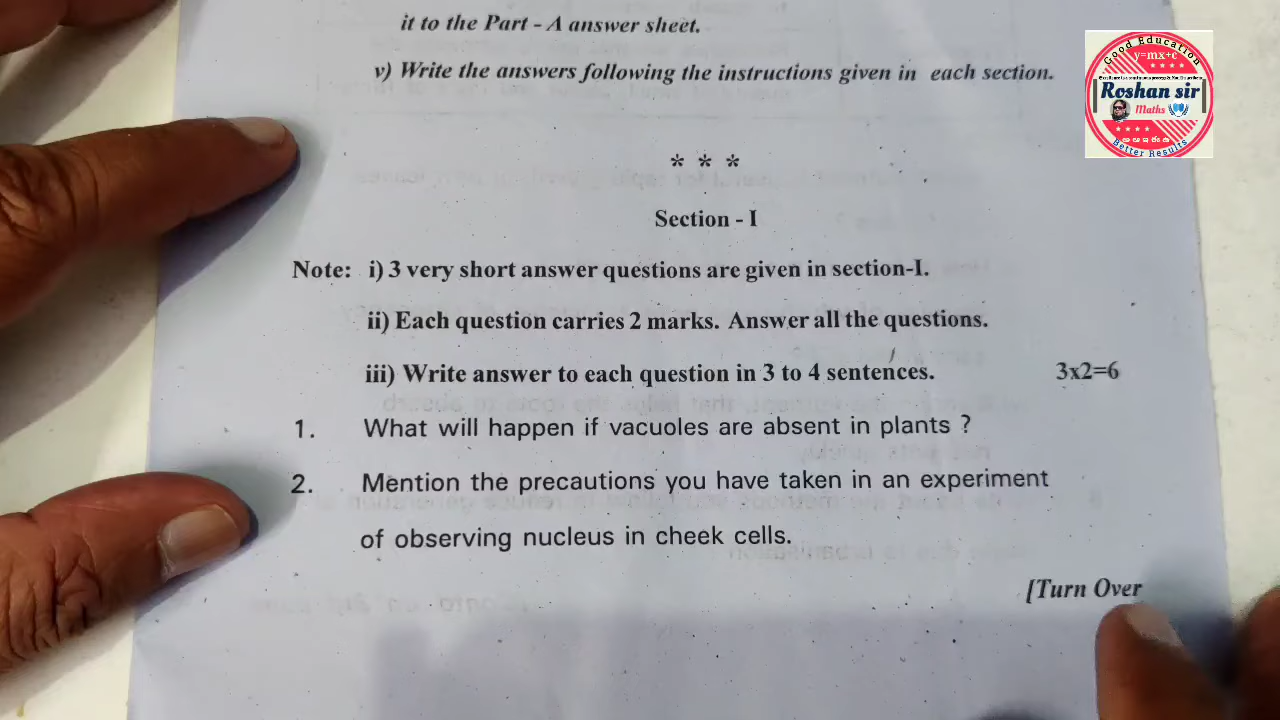 it to the Part - A answer sheet.
v) Write the answers following the instructions given in each section.
* * *
Section - I
Note: i) 3 very short answer questions are given in section-I.
ii) Each question carries 2 marks. Answer all the questions.
iii) Write answer to each question in 3 to 4 sentences. 3x2=6
1. What will happen if vacuoles are absent in plants ?
2. Mention the precautions you have taken in an experiment
of observing nucleus in cheek cells.
[Turn Over
Good Education
y=mx+c
Roshan sir
Maths
Better Results